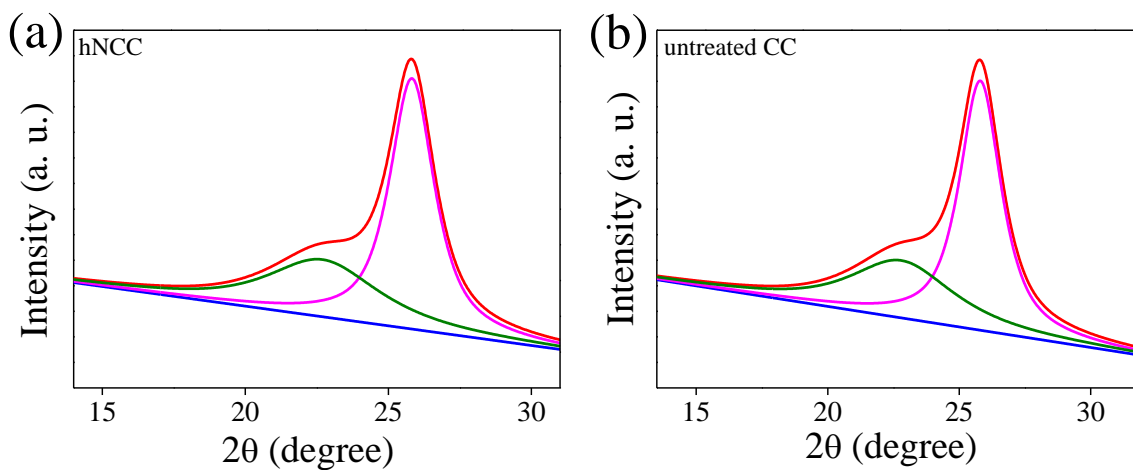 (a)
hNCC
Intensity (a. u.)
15 20 25 30
2θ (degree)
(b)
untreated CC
Intensity (a. u.)
15 20 25 30
2θ (degree)